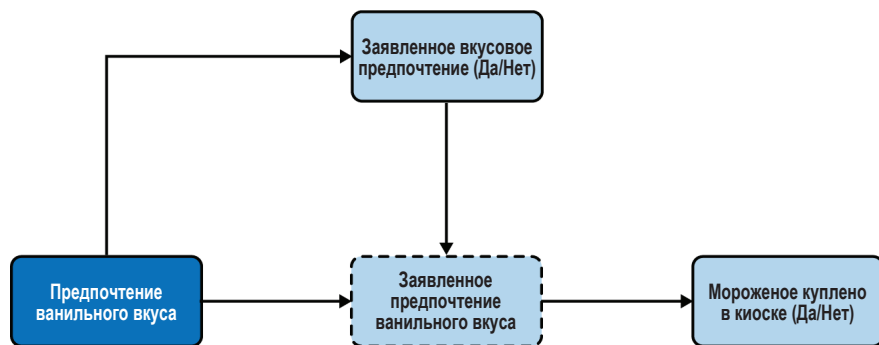 Заявленное вкусовое
предпочтение (Да/Нет)
Предпочтение
ванильного вкуса
Заявленное
предпочтение
ванильного вкуса
Мороженое куплено
в киоске (Да/Нет)